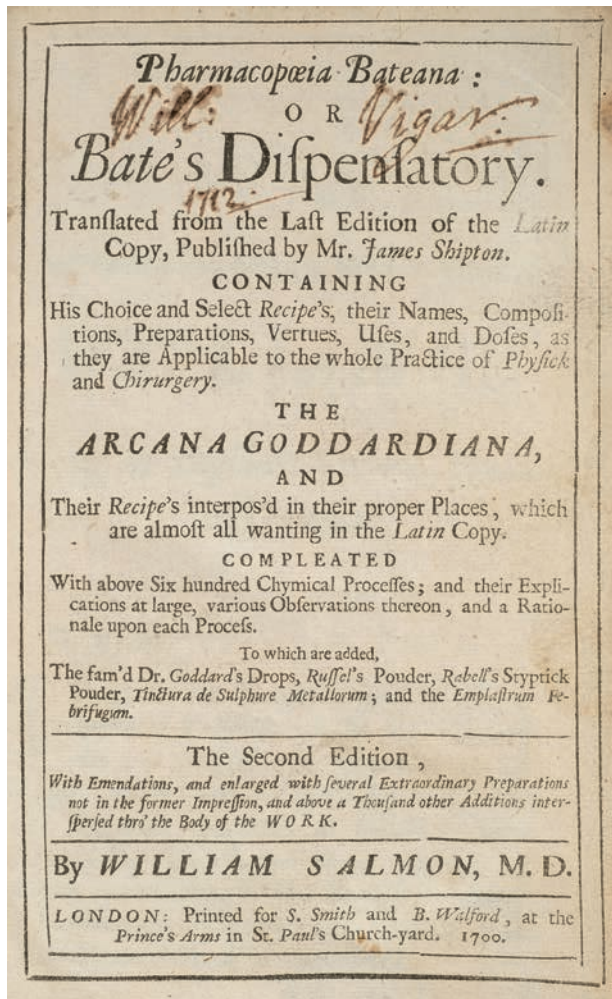 Pharmacopœia Bateana:
Will:
OR
Vigar:
Bate's Diſpenſatory.
1712
Tranſlated from the Laſt Edition of the Latin
Copy, Publiſhed by Mr. James Shipton.
CONTAINING
His Choice and Select Recipe's; their Names, Compoſi-
tions, Preparations, Vertues, Uſes, and Doſes, as
they are Applicable to the whole Practice of Phyſick
and Chirurgery.
THE
ARCANA GODDARDIANA,
AND
Their Recipe's interpos'd in their proper Places, which
are almoſt all wanting in the Latin Copy.
COMPLEATED
With above Six hundred Chymical Proceſſes; and their Expli-
cations at large, various Obſervations thereon, and a Ratio-
nale upon each Proceſs.
To which are added,
The fam'd Dr. Goddard's Drops, Ruſſel's Pouder, Rabell's Styptick
Pouder, Tinctura de Sulphure Metallorum; and the Emplaſtrum Fe-
brifugum.
The Second Edition,
With Emendations, and enlarged with ſeveral Extraordinary Preparations
not in the former Impreſſion, and above a Thouſand other Additions inter-
ſperſed thro' the Body of the WORK.
By WILLIAM SALMON, M. D.
LONDON: Printed for S. Smith and B. Walford, at the
Prince's Arms in St. Paul's Church-yard. 1700.